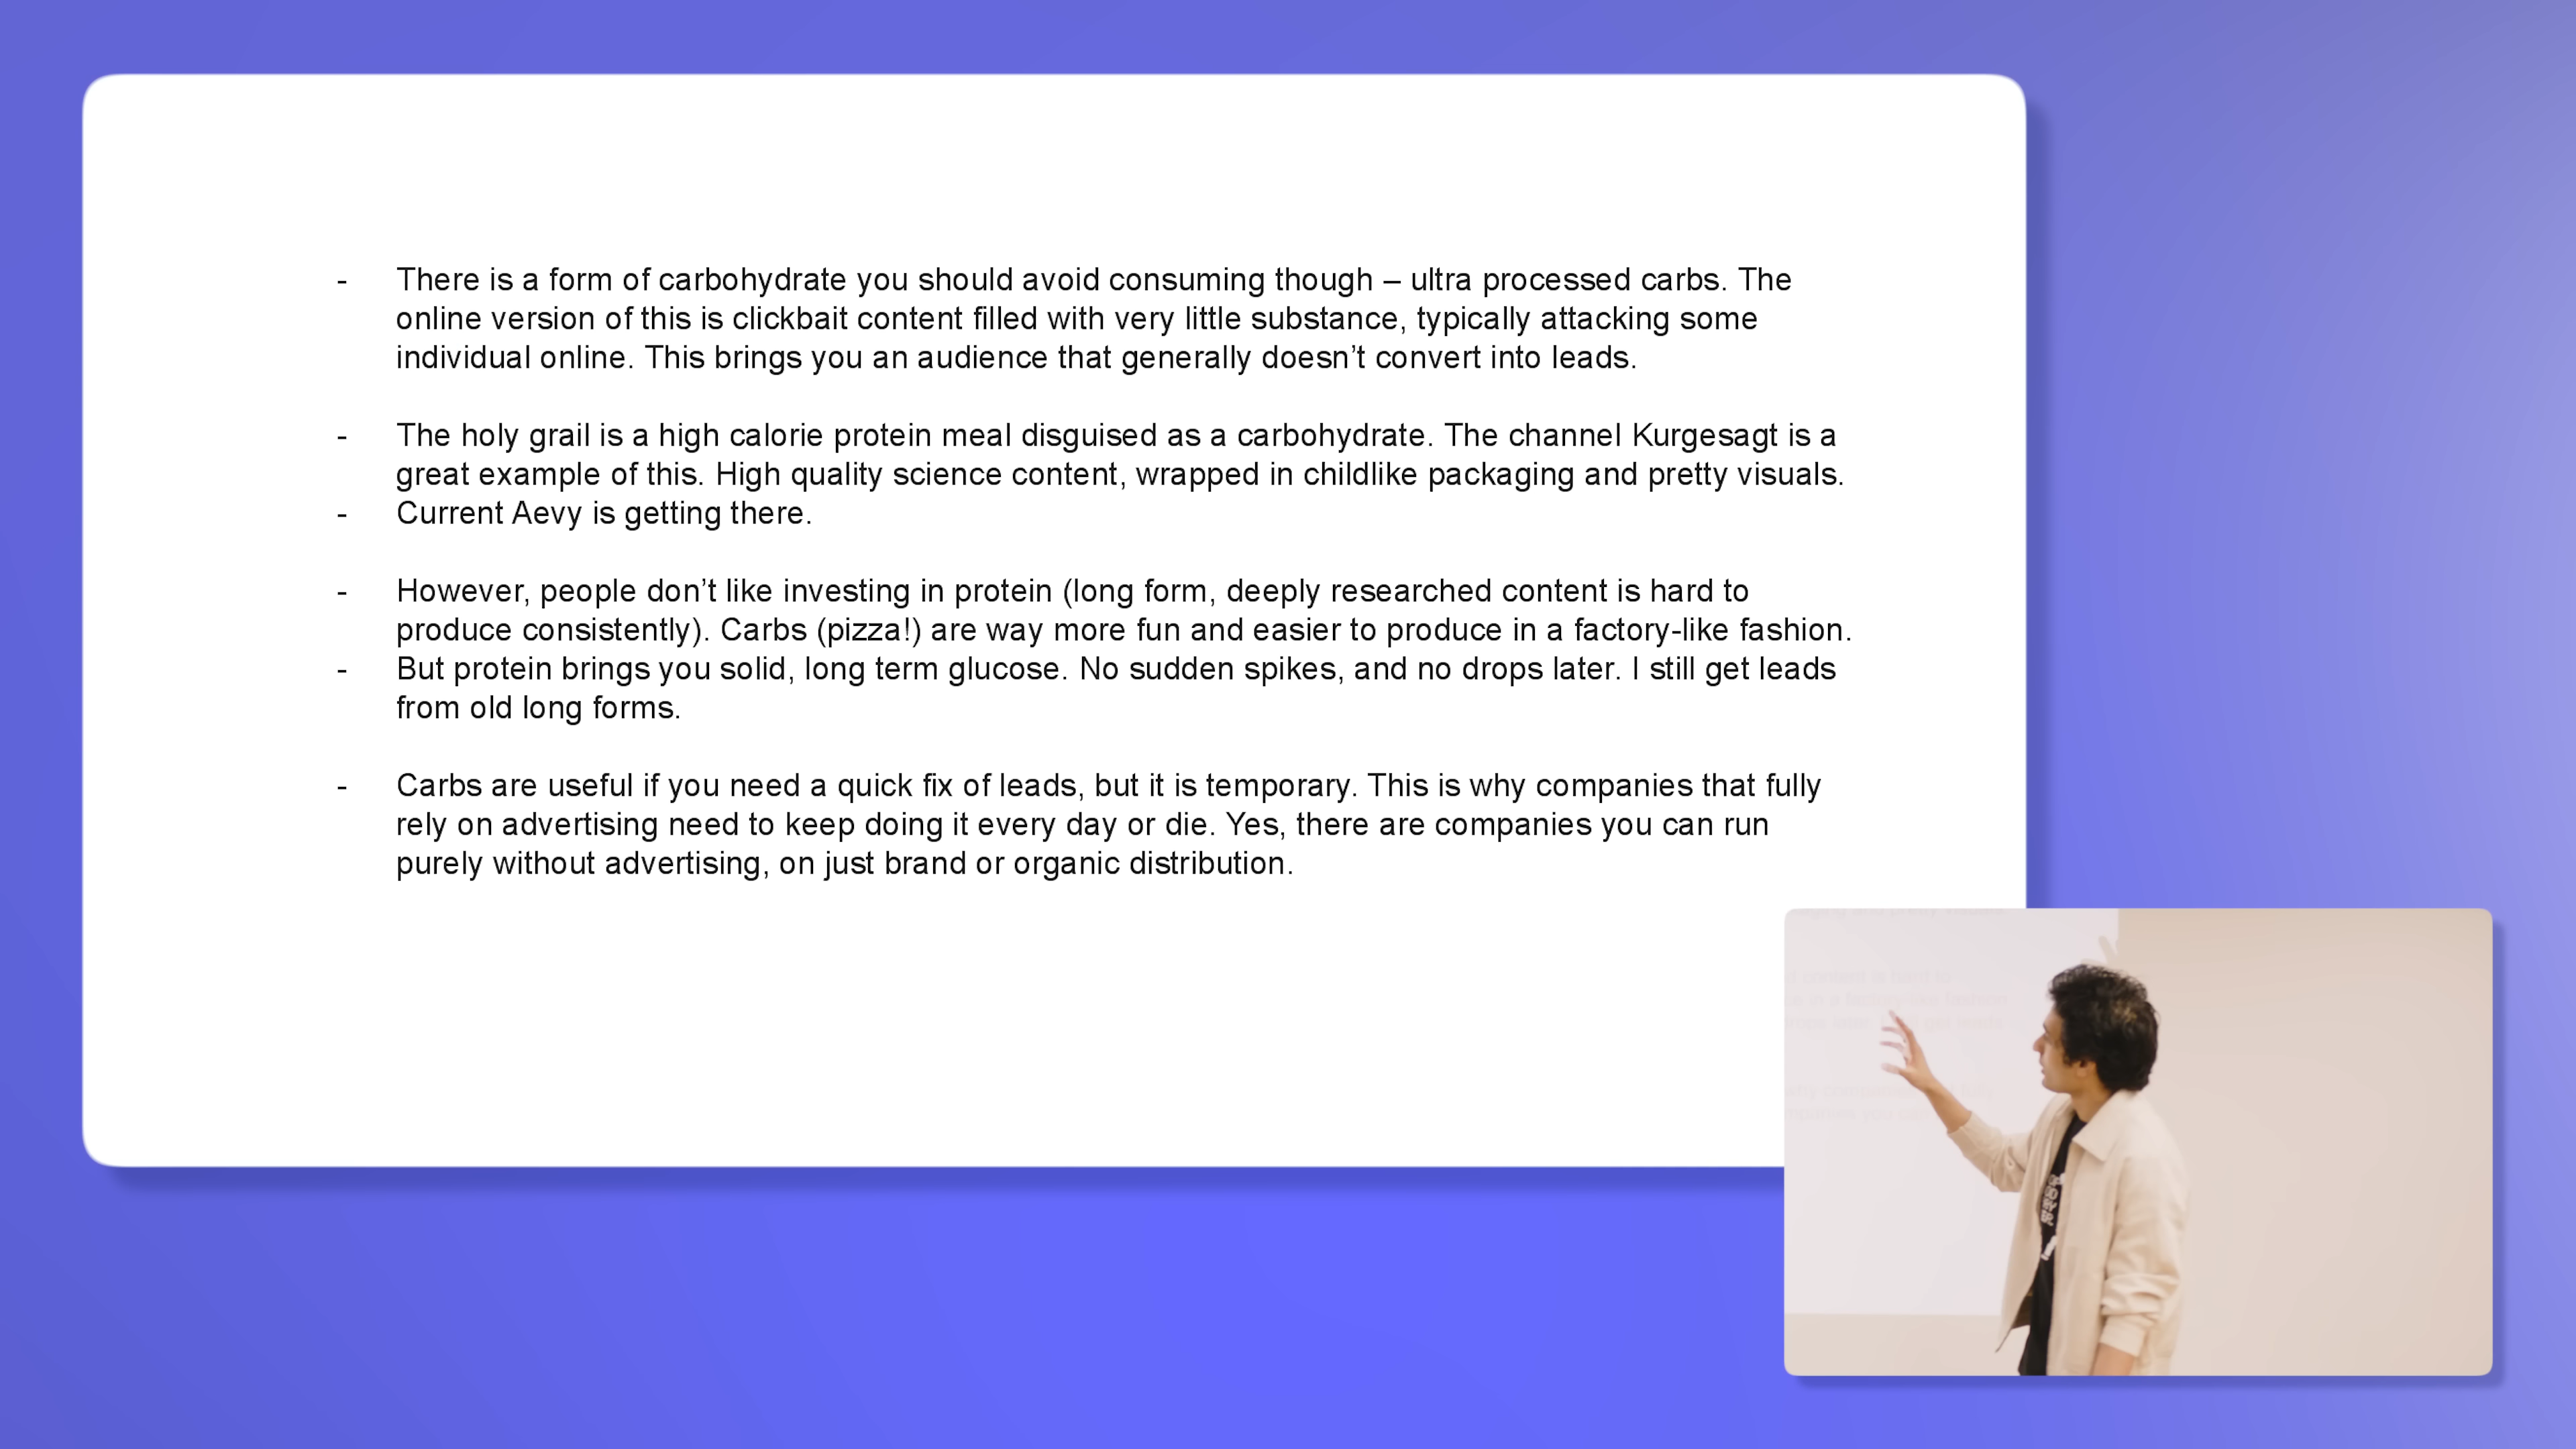 - There is a form of carbohydrate you should avoid consuming though – ultra processed carbs. The
online version of this is clickbait content filled with very little substance, typically attacking some
individual online. This brings you an audience that generally doesn’t convert into leads.
- The holy grail is a high calorie protein meal disguised as a carbohydrate. The channel Kurgesagt is a
great example of this. High quality science content, wrapped in childlike packaging and pretty visuals.
- Current Aevy is getting there.
- However, people don’t like investing in protein (long form, deeply researched content is hard to
produce consistently). Carbs (pizza!) are way more fun and easier to produce in a factory-like fashion.
- But protein brings you solid, long term glucose. No sudden spikes, and no drops later. I still get leads
from old long forms.
- Carbs are useful if you need a quick fix of leads, but it is temporary. This is why companies that fully
rely on advertising need to keep doing it every day or die. Yes, there are companies you can run
purely without advertising, on just brand or organic distribution.